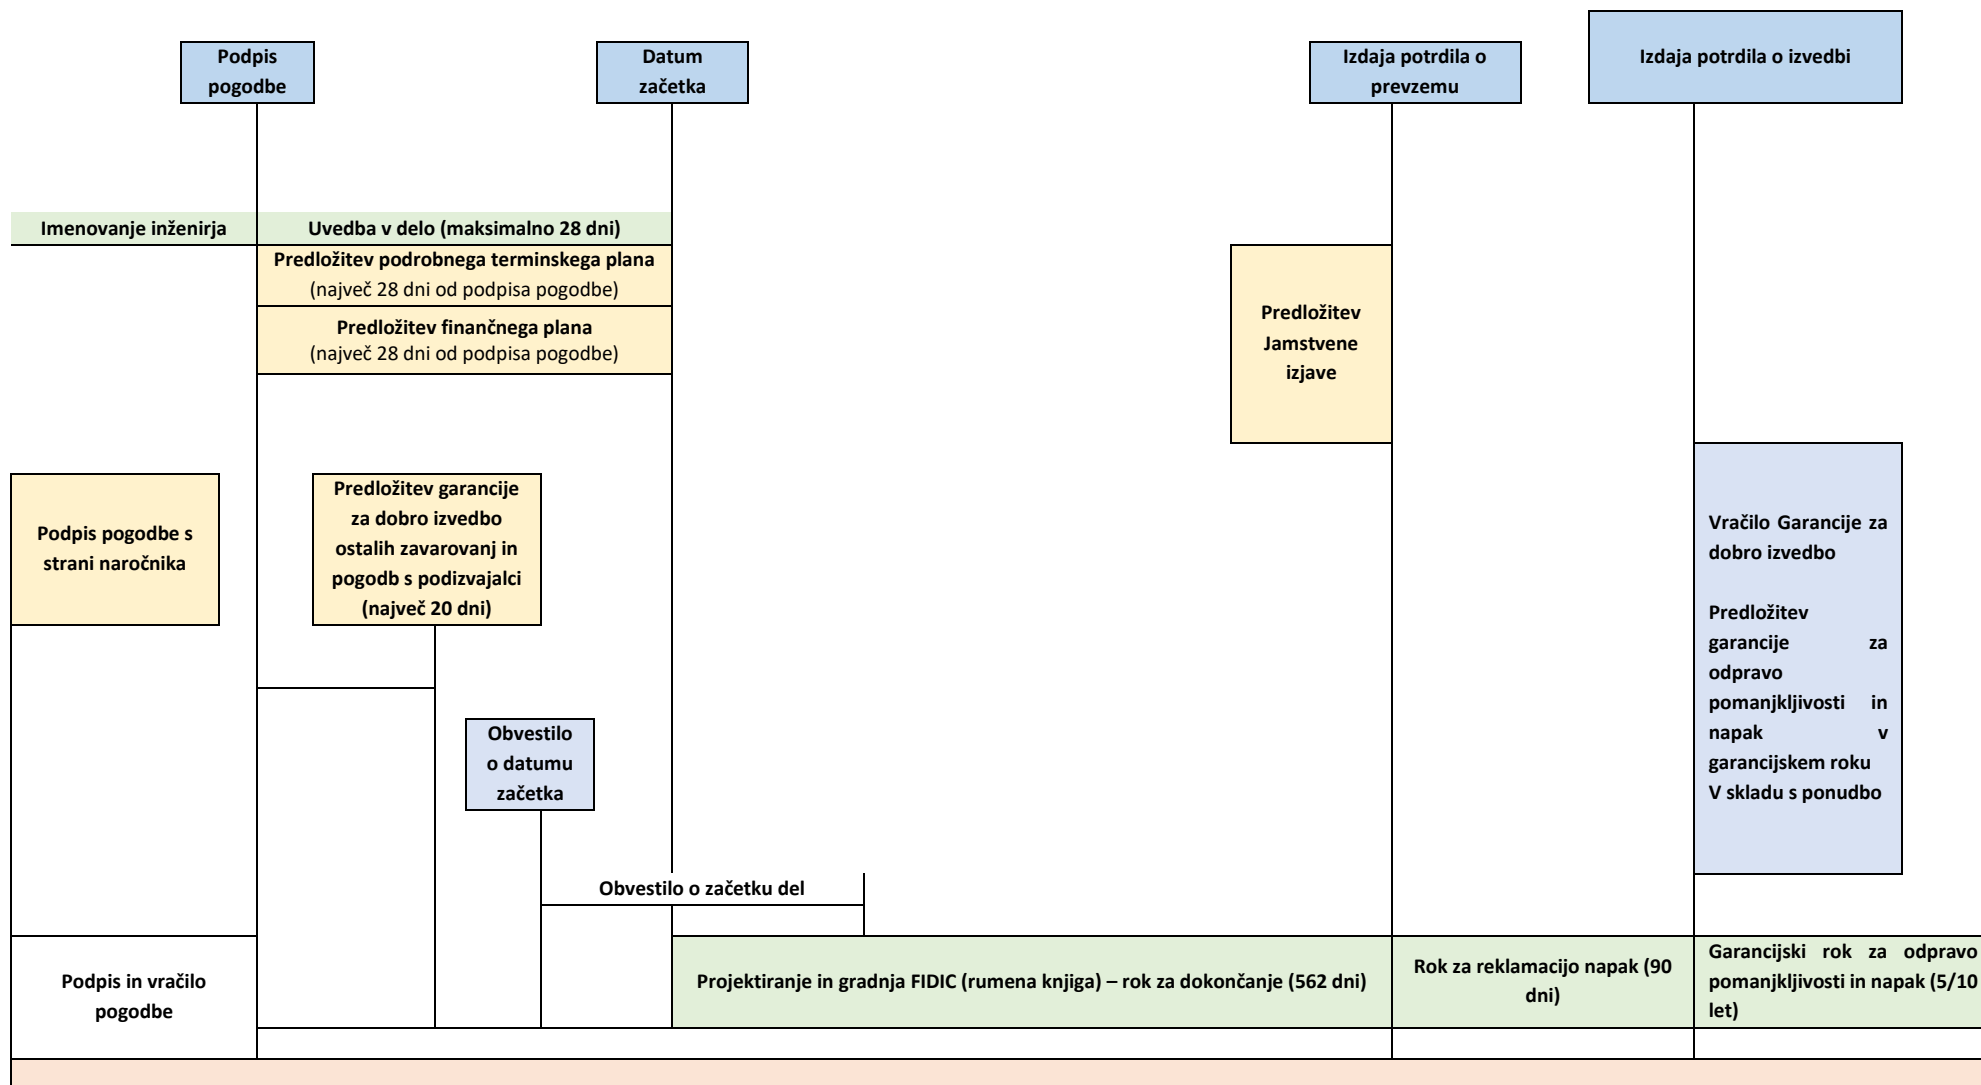 Podpis
pogodbe
Datum
začetka
Izdaja potrdila o
prevzemu
Izdaja potrdila o izvedbi
Imenovanje inženirja
Uvedba v delo (maksimalno 28 dni)
Predložitev podrobnega terminskega plana
(največ 28 dni od podpisa pogodbe)
Predložitev finančnega plana
(največ 28 dni od podpisa pogodbe)
Predložitev
Jamstvene
izjave
Podpis pogodbe s
strani naročnika
Predložitev garancije
za dobro izvedbo
ostalih zavarovanj in
pogodb s podizvajalci
(največ 20 dni)
Vračilo Garancije za
dobro izvedbo
Predložitev
garancije za
odpravo
pomanjkljivosti in
napak v
garancijskem roku
V skladu s ponudbo
Obvestilo
o datumu
začetka
Obvestilo o začetku del
Podpis in vračilo
pogodbe
Projektiranje in gradnja FIDIC (rumena knjiga) – rok za dokončanje (562 dni)
Rok za reklamacijo napak (90
dni)
Garancijski rok za odpravo
pomanjkljivosti in napak (5/10
let)